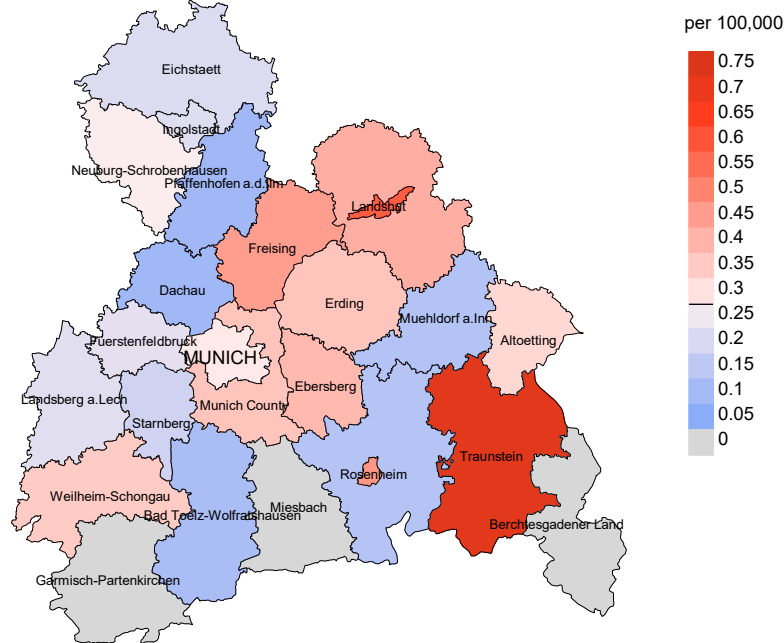 per 100,000
0.75
0.7
0.65
0.6
0.55
0.5
0.45
0.4
0.35
0.3
0.25
0.2
0.15
0.1
0.05
0
Eichstaett
Ingolstadt
Neuburg-Schrobenhausen
Pfaffenhofen a.d.Ilm
Landshut
Freising
Dachau
Erding
Muehldorf a.Inn
Altoetting
Fuerstenfeldbruck
MUNICH
Ebersberg
Landsberg a.Lech
Munich County
Starnberg
Traunstein
Rosenheim
Weilheim-Schongau
Miesbach
Bad Toelz-Wolfratshausen
Berchtesgadener Land
Garmisch-Partenkirchen